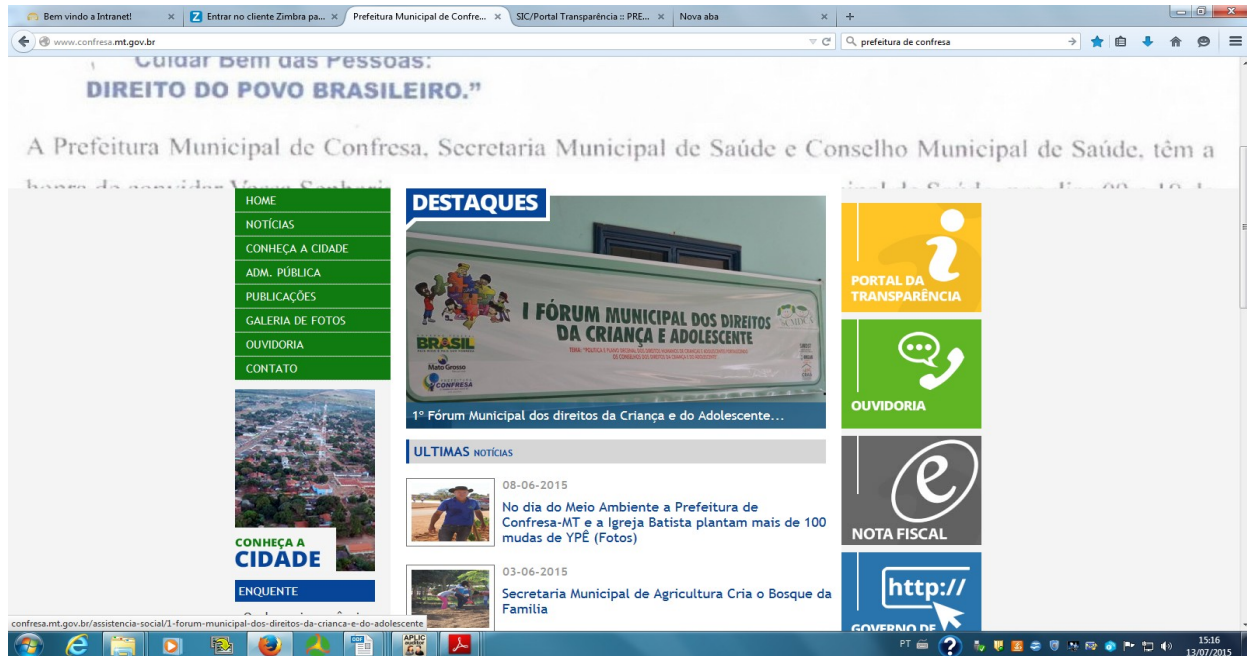 Bem vindo a Intranet!
Entrar no cliente Zimbra pa...
Prefeitura Municipal de Confre...
SIC/Portal Transparência :: PRE...
Nova aba
www.confresa.mt.gov.br
prefeitura de confresa
Cuidar Bem das Pessoas:
DIREITO DO POVO BRASILEIRO.”
A Prefeitura Municipal de Confresa, Secretaria Municipal de Saúde e Conselho Municipal de Saúde, têm a
HOME
NOTÍCIAS
CONHEÇA A CIDADE
ADM. PÚBLICA
PUBLICAÇÕES
GALERIA DE FOTOS
OUVIDORIA
CONTATO
CONHEÇA A
CIDADE
ENQUENTE
DESTAQUES
I FÓRUM MUNICIPAL DOS DIREITOS
DA CRIANÇA E ADOLESCENTE
BRASIL
Mato Grosso
CONFRESA
1º Fórum Municipal dos direitos da Criança e do Adolescente...
ULTIMAS NOTÍCIAS
08-06-2015
No dia do Meio Ambiente a Prefeitura de
Confresa-MT e a Igreja Batista plantam mais de 100
mudas de YPÊ (Fotos)
03-06-2015
Secretaria Municipal de Agricultura Cria o Bosque da
Familia
PORTAL DA
TRANSPARÊNCIA
OUVIDORIA
NOTA FISCAL
http://
GOVERNO DE
confresa.mt.gov.br/assistencia-social/1-forum-municipal-dos-direitos-da-crianca-e-do-adolescente
APLIC
PT
15:16
13/07/2015